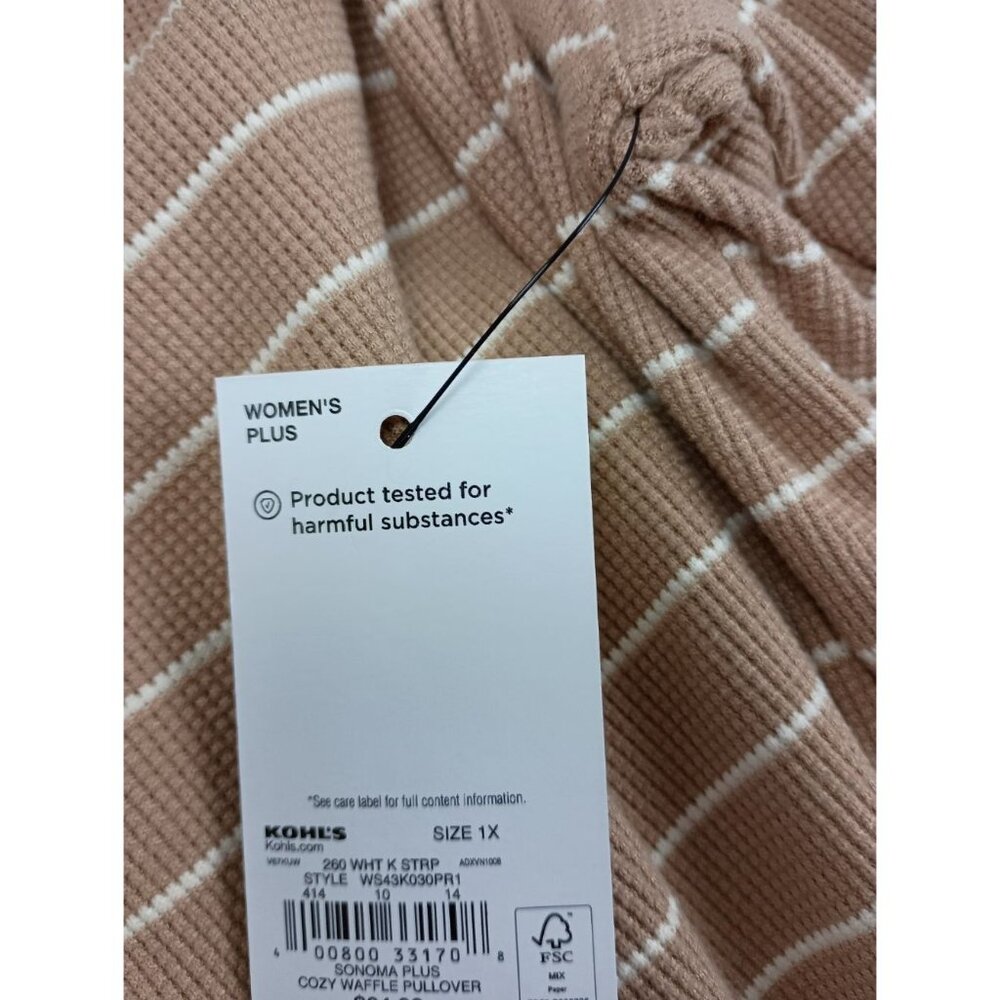 WOMEN'S
PLUS
Product tested for
harmful substances*
*See care label for full content information.
KOHL'S SIZE 1X
Kohls.com
260 WHT K STRP ADXVN1008
STYLE WS43K030PR1
414 10 14
4 00800 33170 8
SONOMA PLUS
COZY WAFFLE PULLOVER
FSC
MIX
Paper